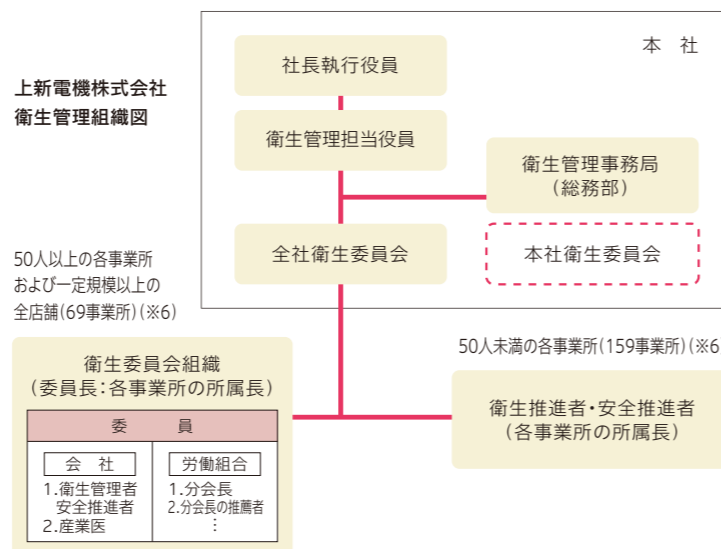 上新電機株式会社
衛生管理組織図
本 社
社長執行役員
衛生管理担当役員
衛生管理事務局
(総務部)
全社衛生委員会
本社衛生委員会
50人以上の各事業所
および一定規模以上の
全店舗(69事業所)(※6)
衛生委員会組織
(委員長:各事業所の所属長)
委 員
会 社
1.衛生管理者
安全推進者
2.産業医
労働組合
1.分会長
2.分会長の推薦者
⋮
50人未満の各事業所(159事業所)(※6
衛生推進者・安全推進者
(各事業所の所属長)